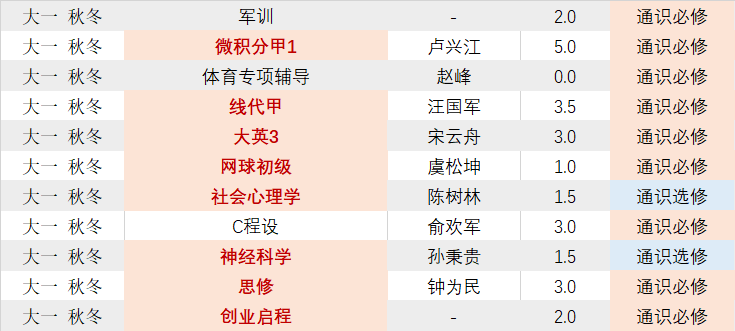 大一 秋冬 军训 - 2.0 通识必修
大一 秋冬 微积分甲1 卢兴江 5.0 通识必修
大一 秋冬 体育专项辅导 赵峰 0.0 通识必修
大一 秋冬 线代甲 汪国军 3.5 通识必修
大一 秋冬 大英3 宋云舟 3.0 通识必修
大一 秋冬 网球初级 虞松坤 1.0 通识必修
大一 秋冬 社会心理学 陈树林 1.5 通识选修
大一 秋冬 C程设 俞欢军 3.0 通识必修
大一 秋冬 神经科学 孙秉贵 1.5 通识选修
大一 秋冬 思修 钟为民 3.0 通识必修
大一 秋冬 创业启程 - 2.0 通识必修